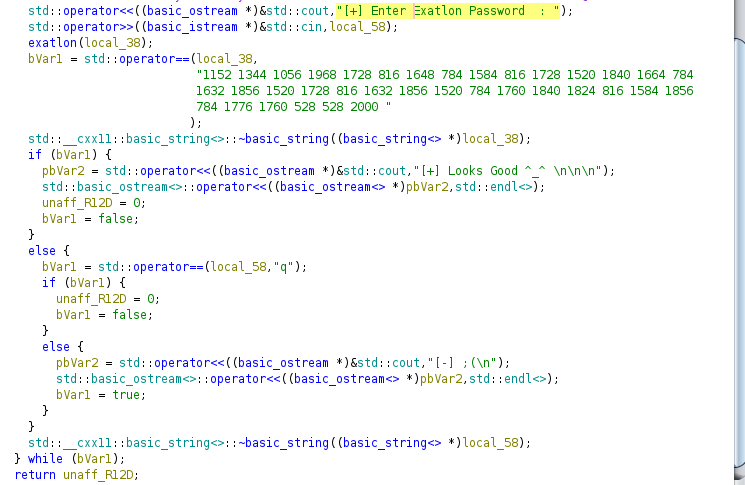 std::operator<<((basic_ostream *)&std::cout,"[+] Enter Exatlon Password  : ");
std::operator>>((basic_istream *)&std::cin,local_58);
exatlon(local_38);
bVar1 = std::operator==(local_38,
"1152 1344 1056 1968 1728 816 1648 784 1584 816 1728 1520 1840 1664 784
1632 1856 1520 1728 816 1632 1856 1520 784 1760 1840 1824 816 1584 1856
784 1776 1760 528 528 2000 "
);
std::__cxx11::basic_string<>::~basic_string((basic_string<> *)local_38);
if (bVar1) {
pbVar2 = std::operator<<((basic_ostream *)&std::cout,"[+] Looks Good ^_^ \n\n\n");
std::basic_ostream<>::operator<<((basic_ostream<> *)pbVar2,std::endl<>);
unaff_R12D = 0;
bVar1 = false;
}
else {
bVar1 = std::operator==(local_58,"q");
if (bVar1) {
unaff_R12D = 0;
bVar1 = false;
}
else {
pbVar2 = std::operator<<((basic_ostream *)&std::cout,"[-] ;(\n");
std::basic_ostream<>::operator<<((basic_ostream<> *)pbVar2,std::endl<>);
bVar1 = true;
}
}
std::__cxx11::basic_string<>::~basic_string((basic_string<> *)local_58);
} while (bVar1);
return unaff_R12D;